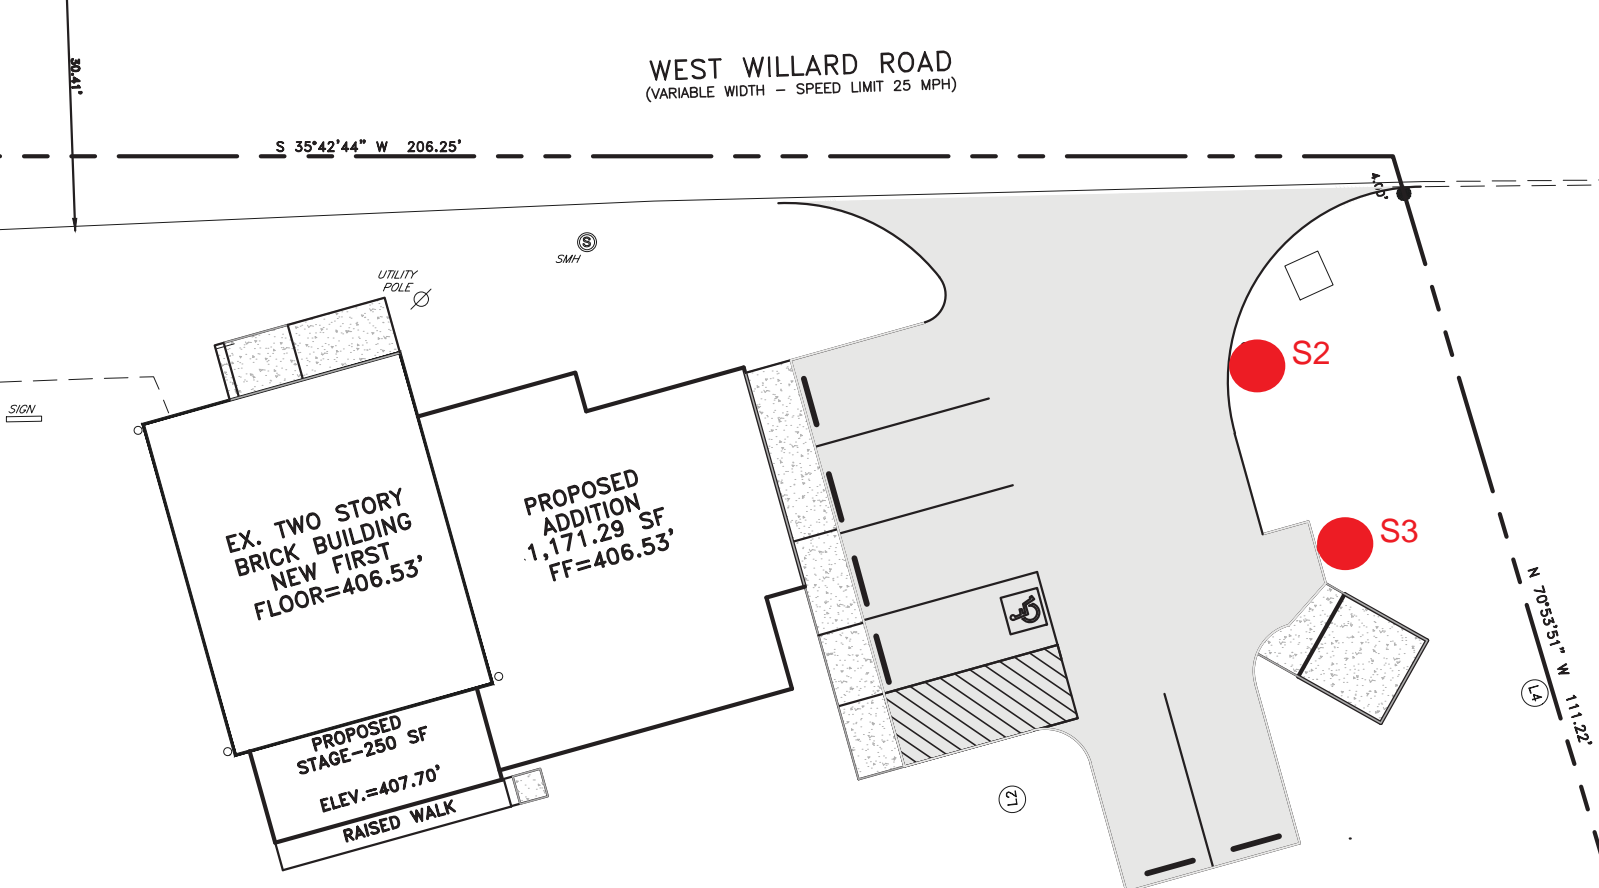 WEST WILLARD ROAD
(VARIABLE WIDTH – SPEED LIMIT 25 MPH)
30.41'
S 35°42'44" W 206.25'
4.00'
S
SMH
UTILITY
POLE
SIGN
S2
S3
EX. TWO STORY
BRICK BUILDING
NEW FIRST
FLOOR=406.53'
PROPOSED
ADDITION
1,171.29 SF
FF=406.53'
PROPOSED
STAGE-250 SF
ELEV.=407.70'
RAISED WALK
L2
N 70°53'51" W 111.22'
L4